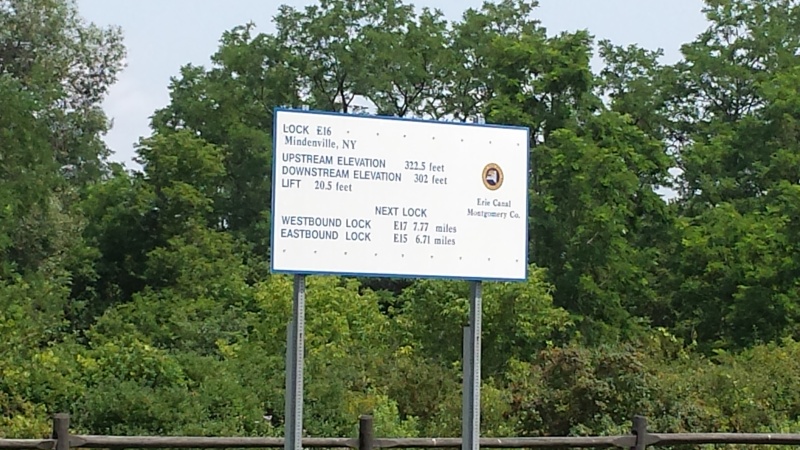 LOCK E16
Mindenville, NY
UPSTREAM ELEVATION 322.5 feet
DOWNSTREAM ELEVATION 302 feet
LIFT 20.5 feet
Erie Canal
Montgomery Co.
NEXT LOCK
WESTBOUND LOCK E17 7.77 miles
EASTBOUND LOCK E15 6.71 miles